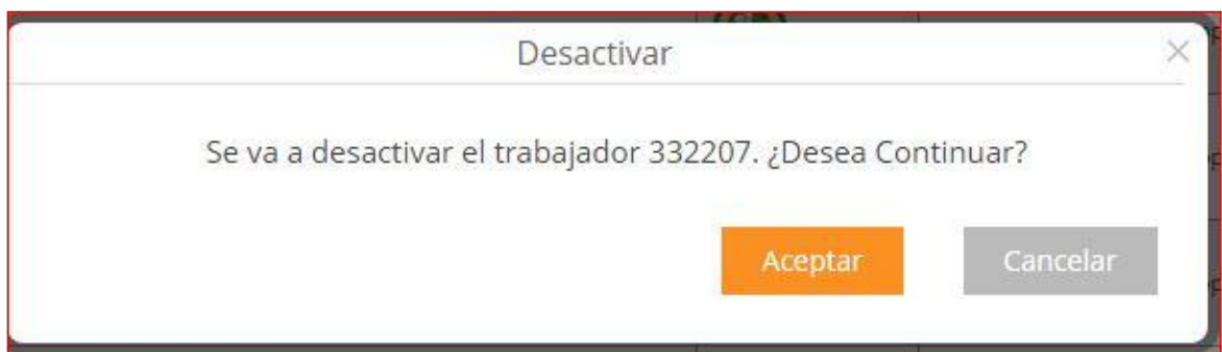 Desactivar
Se va a desactivar el trabajador 332207. ¿Desea Continuar?
Aceptar
Cancelar